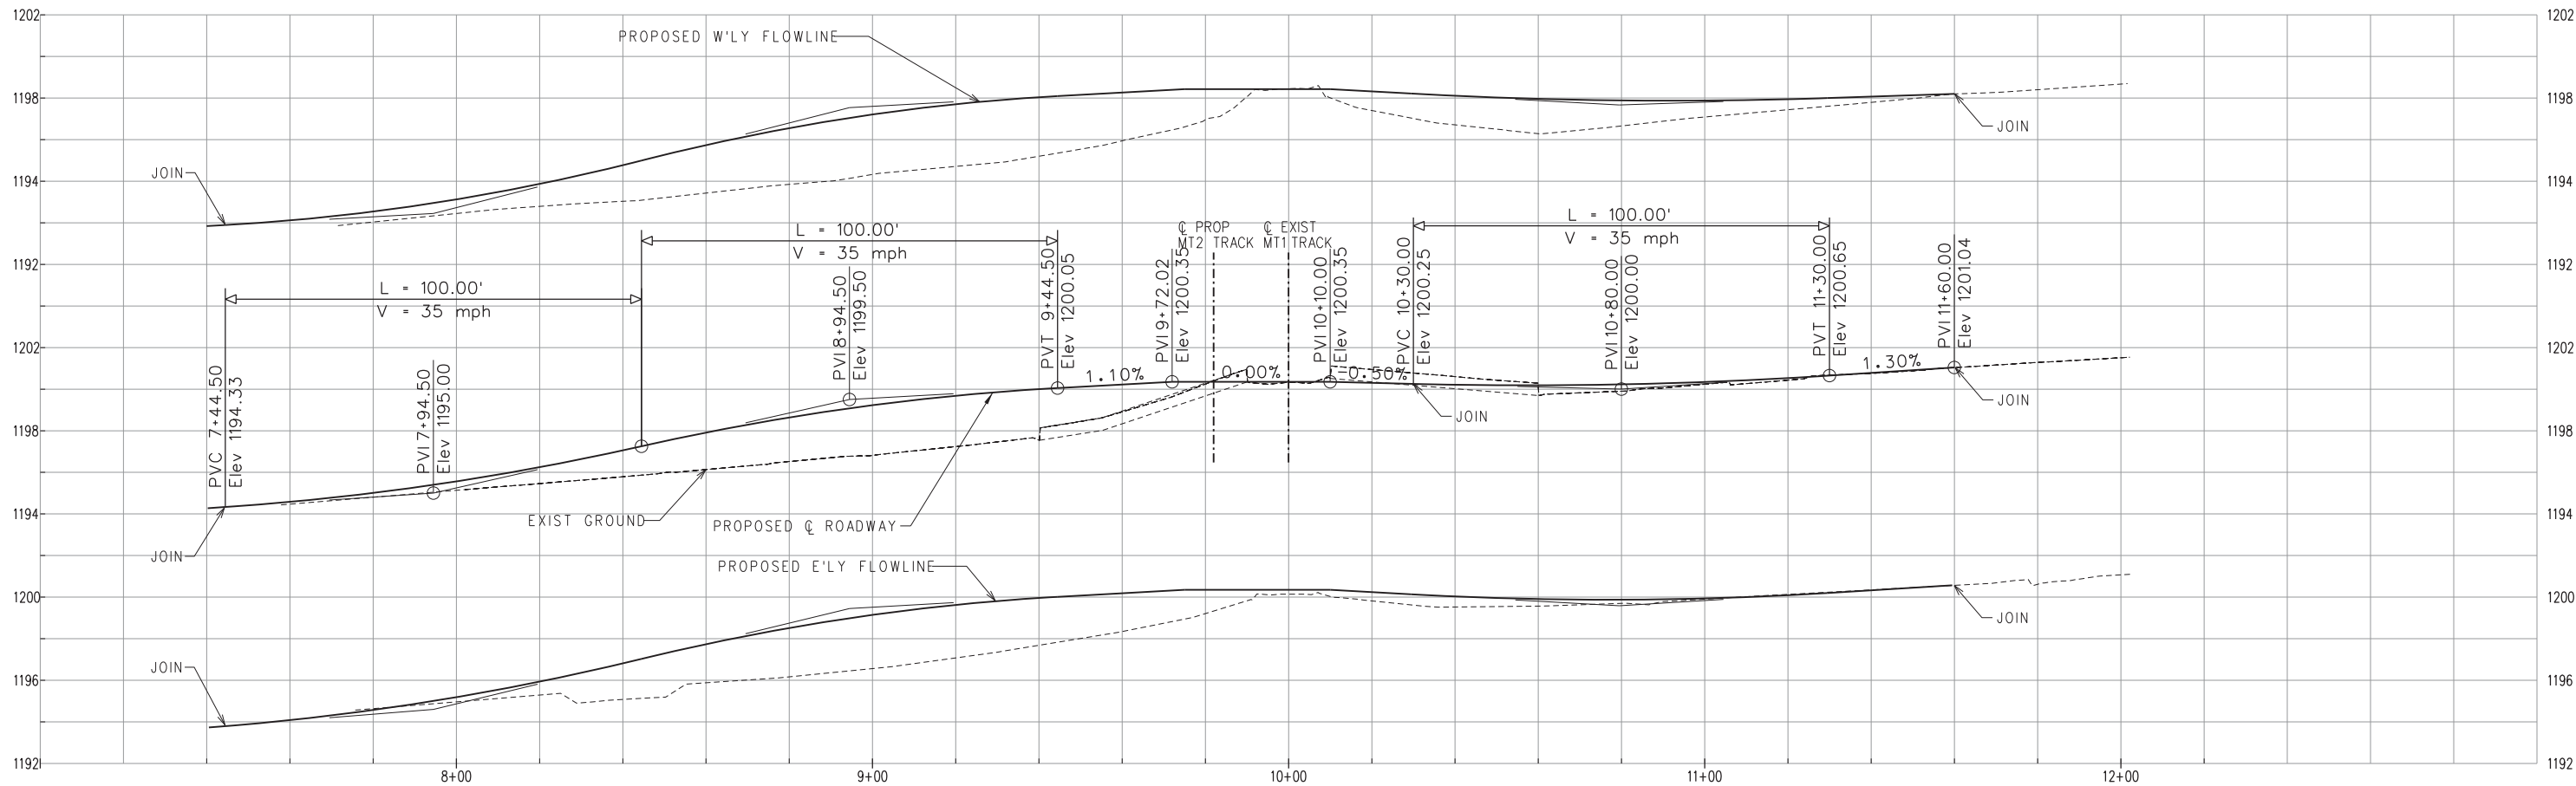 1202
1202
PROPOSED W'LY FLOWLINE
1198
1198
JOIN
JOIN
1194
1194
L = 100.00'
V = 35 mph
L = 100.00'
V = 35 mph
℄ PROP
MT2 TRACK
℄ EXIST
MT1 TRACK
L = 100.00'
V = 35 mph
1192
1192
PVC 7+44.50
Elev 1194.33
PVI 7+94.50
Elev 1195.00
PVI 8+94.50
Elev 1199.50
PVT 9+44.50
Elev 1200.05
PVI 9+72.02
Elev 1200.35
PVI 10+10.00
Elev 1200.35
PVC 10+30.00
Elev 1200.25
PVI 10+80.00
Elev 1200.00
PVT 11+30.00
Elev 1200.65
PVI 11+60.00
Elev 1201.04
1202
1202
1.10%
0.00%
-0.50%
1.30%
JOIN
JOIN
1198
1198
1194
1194
EXIST GROUND
PROPOSED ℄ ROADWAY
JOIN
PROPOSED E'LY FLOWLINE
1200
1200
JOIN
JOIN
1196
1196
1192
1192
8+00
9+00
10+00
11+00
12+00